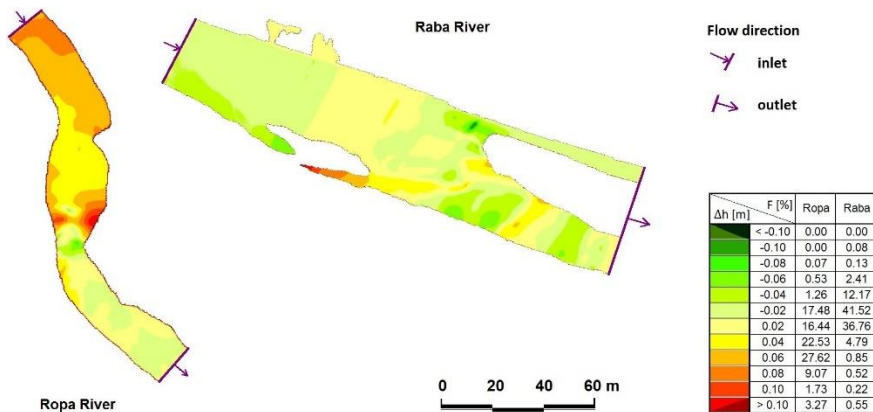 Raba River
Flow direction
inlet
outlet
Δh [m] F [%] Ropa Raba
< -0.10 0.00 0.00
-0.10 0.00 0.08
-0.08 0.07 0.13
-0.06 0.53 2.41
-0.04 1.26 12.17
-0.02 17.48 41.52
0.02 16.44 36.76
0.04 22.53 4.79
0.06 27.62 0.85
0.08 9.07 0.52
0.10 1.73 0.22
> 0.10 3.27 0.55
0 20 40 60 m
Ropa River